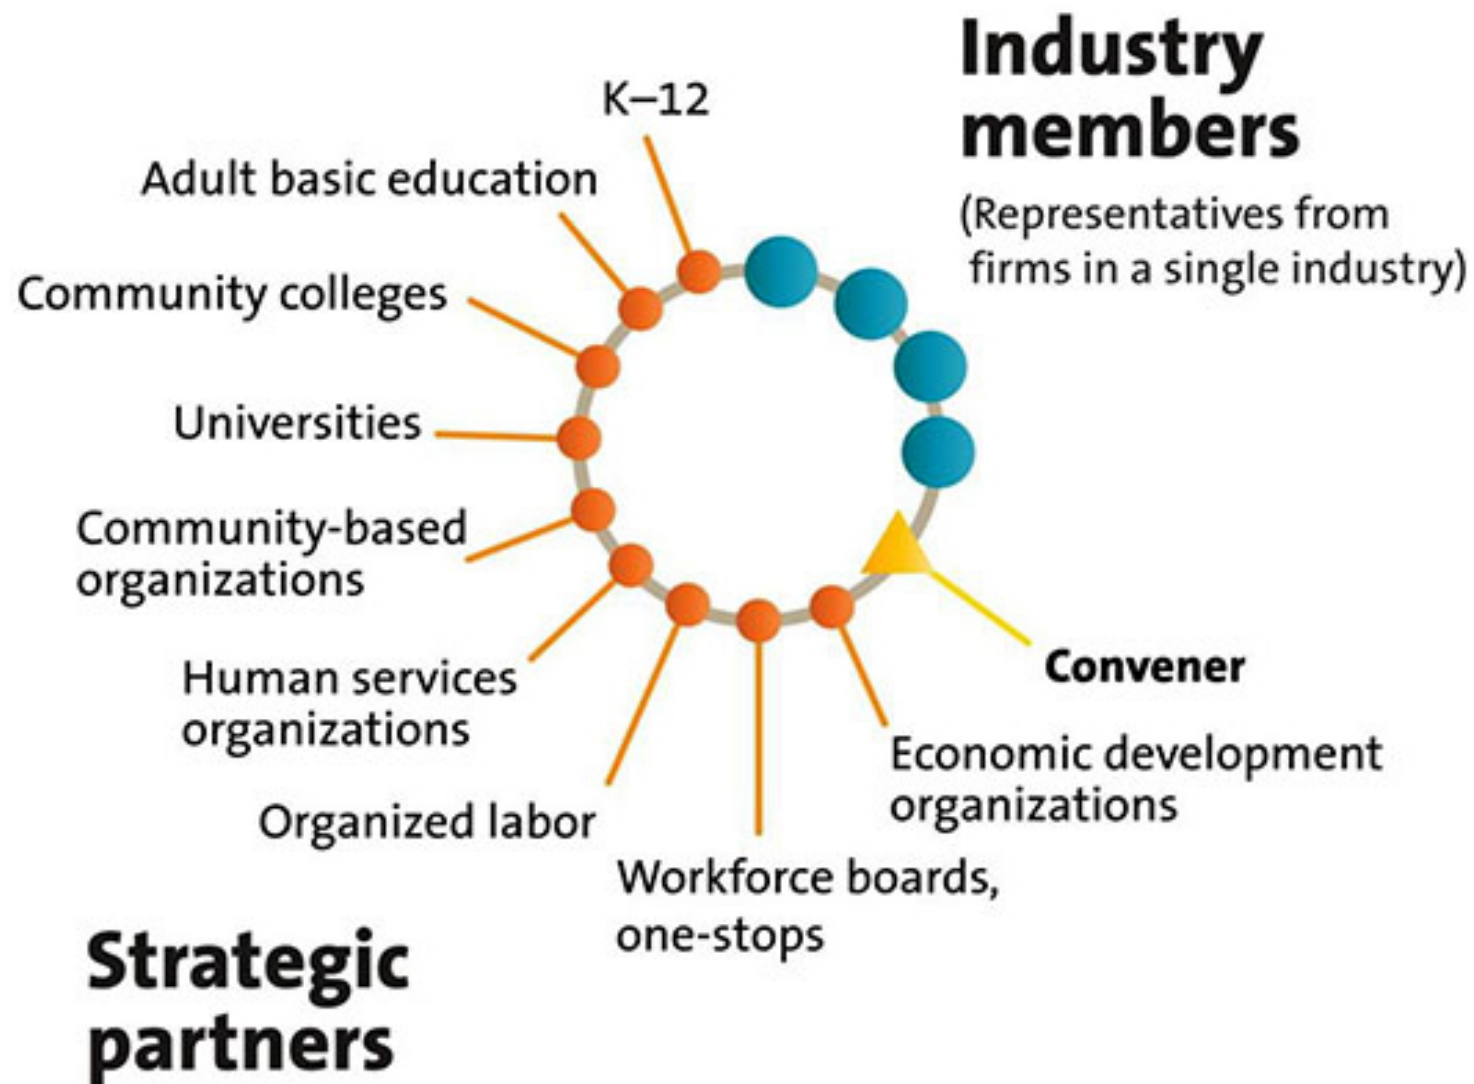 Industry
members
(Representatives from
firms in a single industry)
K–12
Adult basic education
Community colleges
Universities
Community-based
organizations
Human services
organizations
Organized labor
Workforce boards,
one-stops
Economic development
organizations
Convener
Strategic
partners